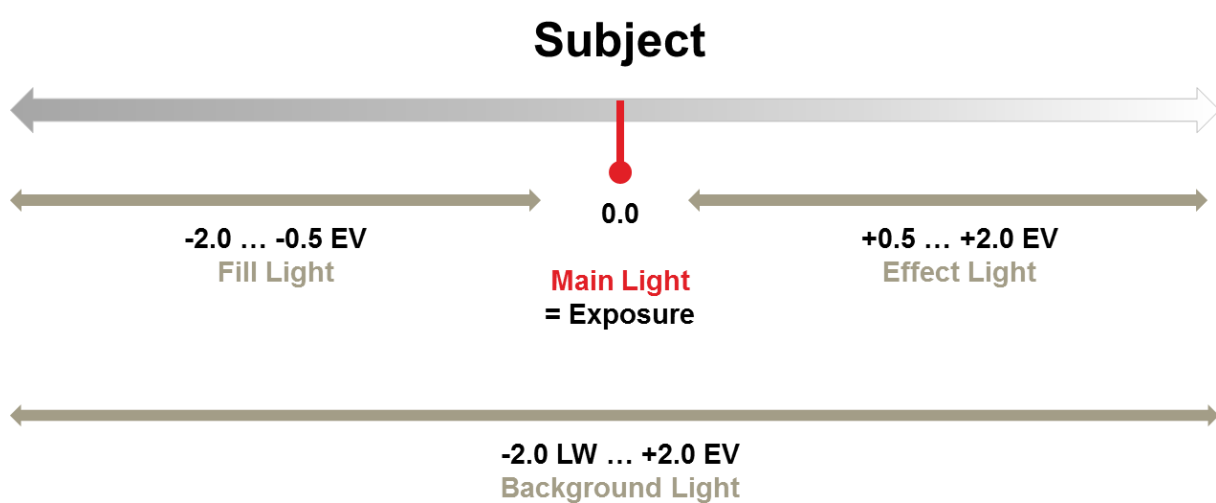 Subject
0.0
-2.0 … -0.5 EV
Fill Light
+0.5 … +2.0 EV
Effect Light
Main Light
= Exposure
-2.0 LW … +2.0 EV
Background Light